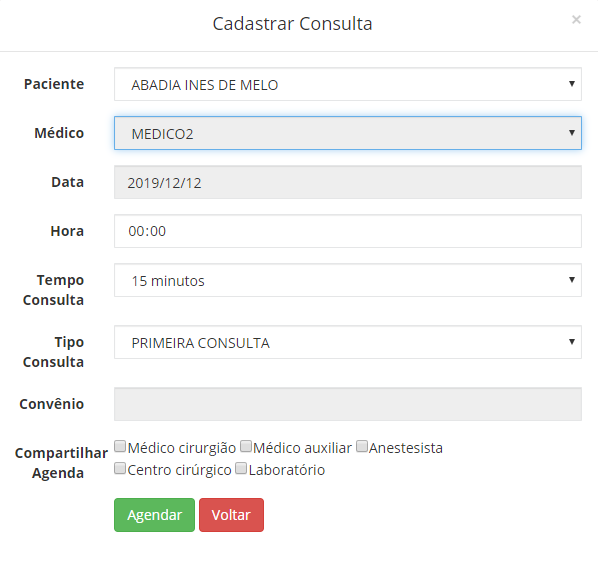 Cadastrar Consulta ×
Paciente ABADIA INES DE MELO
Médico MEDICO2
Data 2019/12/12
Hora 00:00
Tempo Consulta 15 minutos
Tipo Consulta PRIMEIRA CONSULTA
Convênio
Compartilhar Agenda
Médico cirurgião Médico auxiliar Anestesista
Centro cirúrgico Laboratório
Agendar Voltar